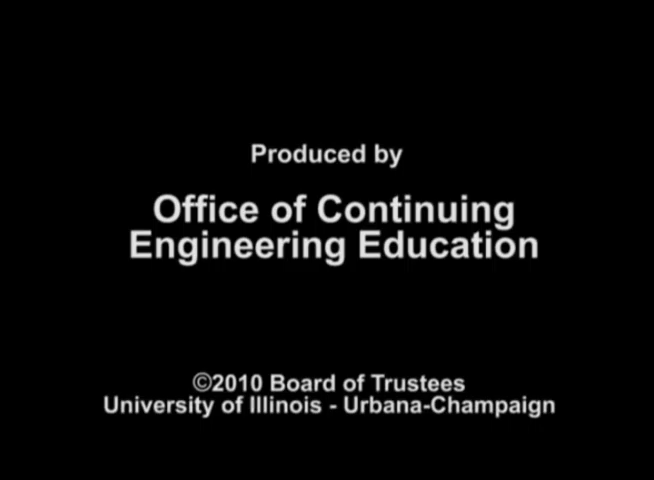 Produced by
Office of Continuing
Engineering Education
©2010 Board of Trustees
University of Illinois - Urbana-Champaign